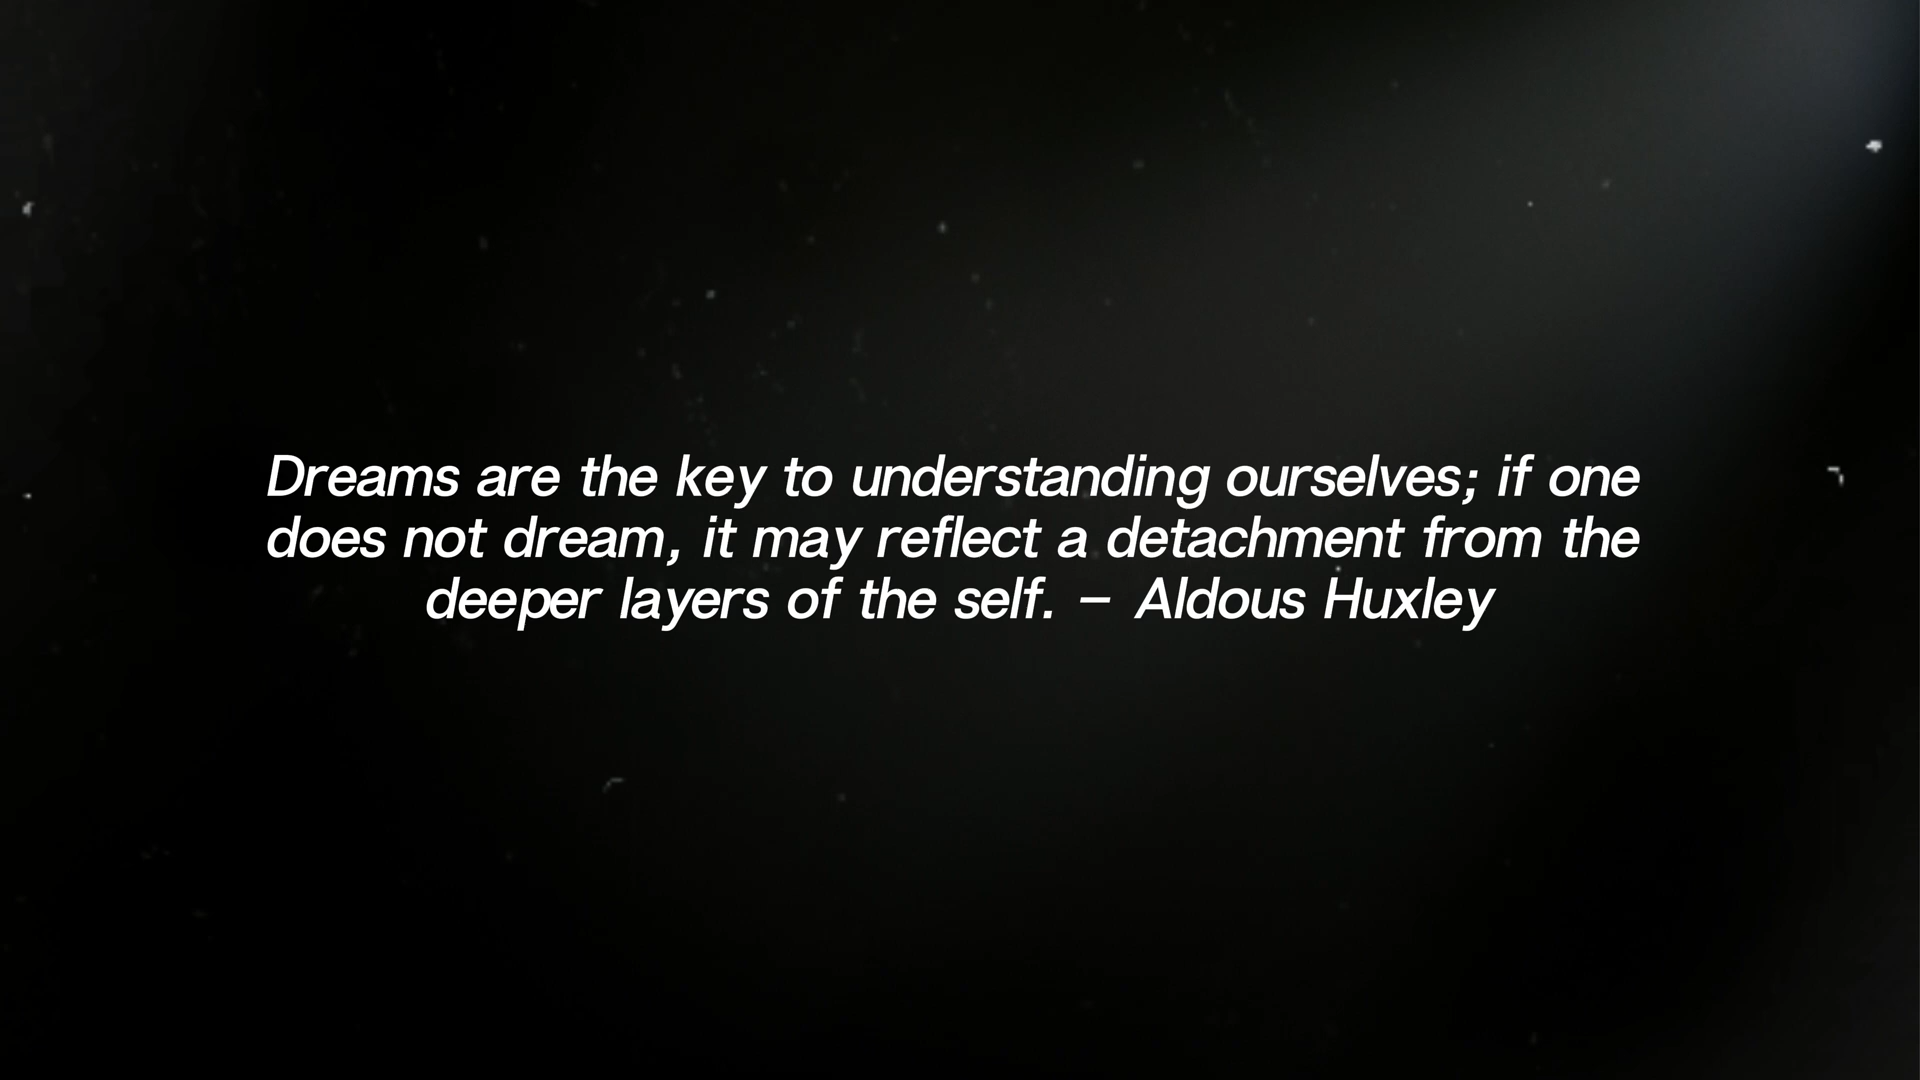 Dreams are the key to understanding ourselves; if one
does not dream, it may reflect a detachment from the
deeper layers of the self. – Aldous Huxley